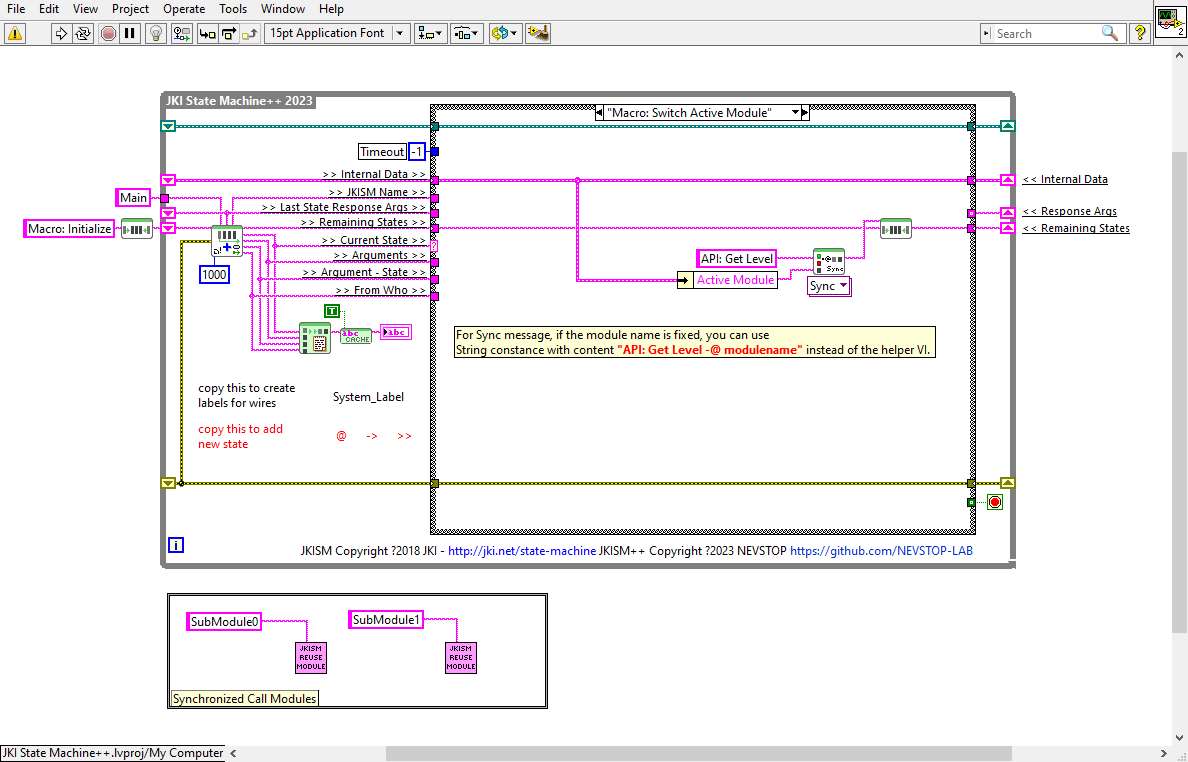 File Edit View Project Operate Tools Window Help
15pt Application Font
Search
?
2
JKI State Machine++ 2023
"Macro: Switch Active Module"
Timeout -1
>> Internal Data >>
<< Internal Data
Main
>> JKISM Name >>
>> Last State Response Args >>
<< Response Args
Macro: Initialize
>> Remaining States >>
<< Remaining States
>> Current State >>
?
>> Arguments >>
API: Get Level
1000
>> Argument - State >>
Active Module
Sync
Sync
>> From Who >>
T
abc
CACHE
abc
For Sync message, if the module name is fixed, you can use
String constance with content "API: Get Level -@ modulename" instead of the helper VI.
copy this to create
labels for wires
System_Label
copy this to add
new state
@ -> >>
i
JKISM Copyright ?2018 JKI - http://jki.net/state-machine JKISM++ Copyright ?2023 NEVSTOP https://github.com/NEVSTOP-LAB
SubModule0
SubModule1
JKISM
REUSE
MODULE
JKISM
REUSE
MODULE
Synchronized Call Modules
JKI State Machine++.lvproj/My Computer